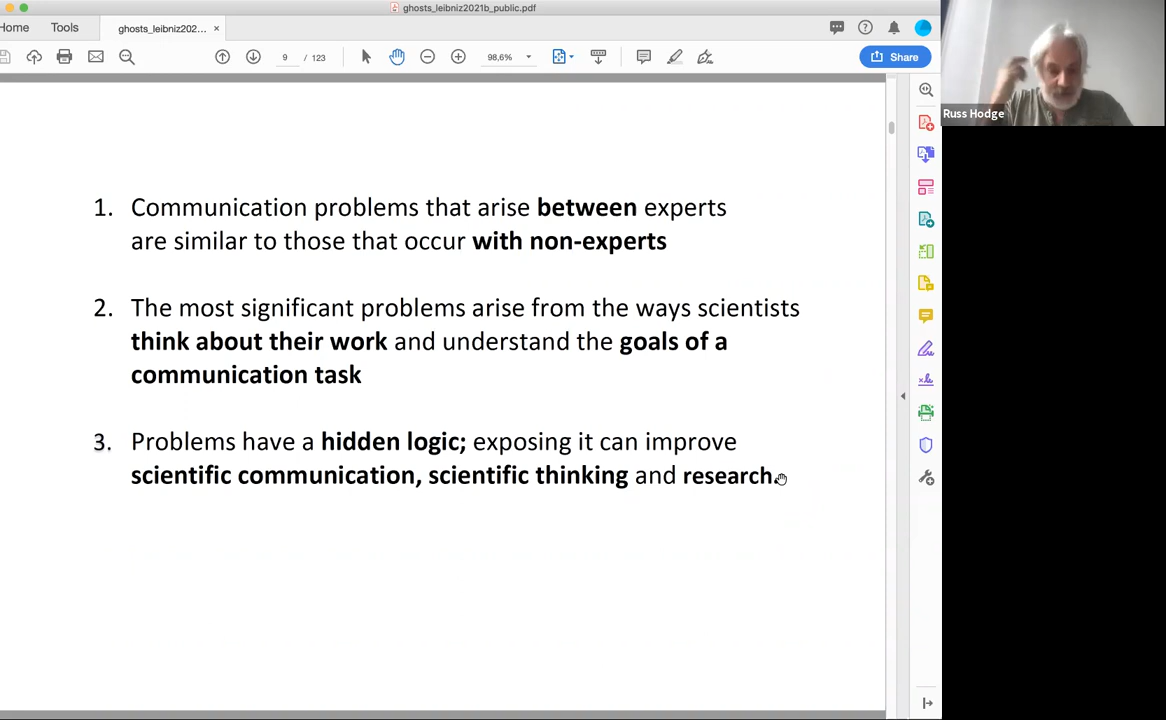 ghosts_leibniz2021b_public.pdf
Home
Tools
ghosts_leibniz202... ×
9 / 123
98,6%
Share
Russ Hodge
1. Communication problems that arise between experts
are similar to those that occur with non-experts
2. The most significant problems arise from the ways scientists
think about their work and understand the goals of a
communication task
3. Problems have a hidden logic; exposing it can improve
scientific communication, scientific thinking and research.